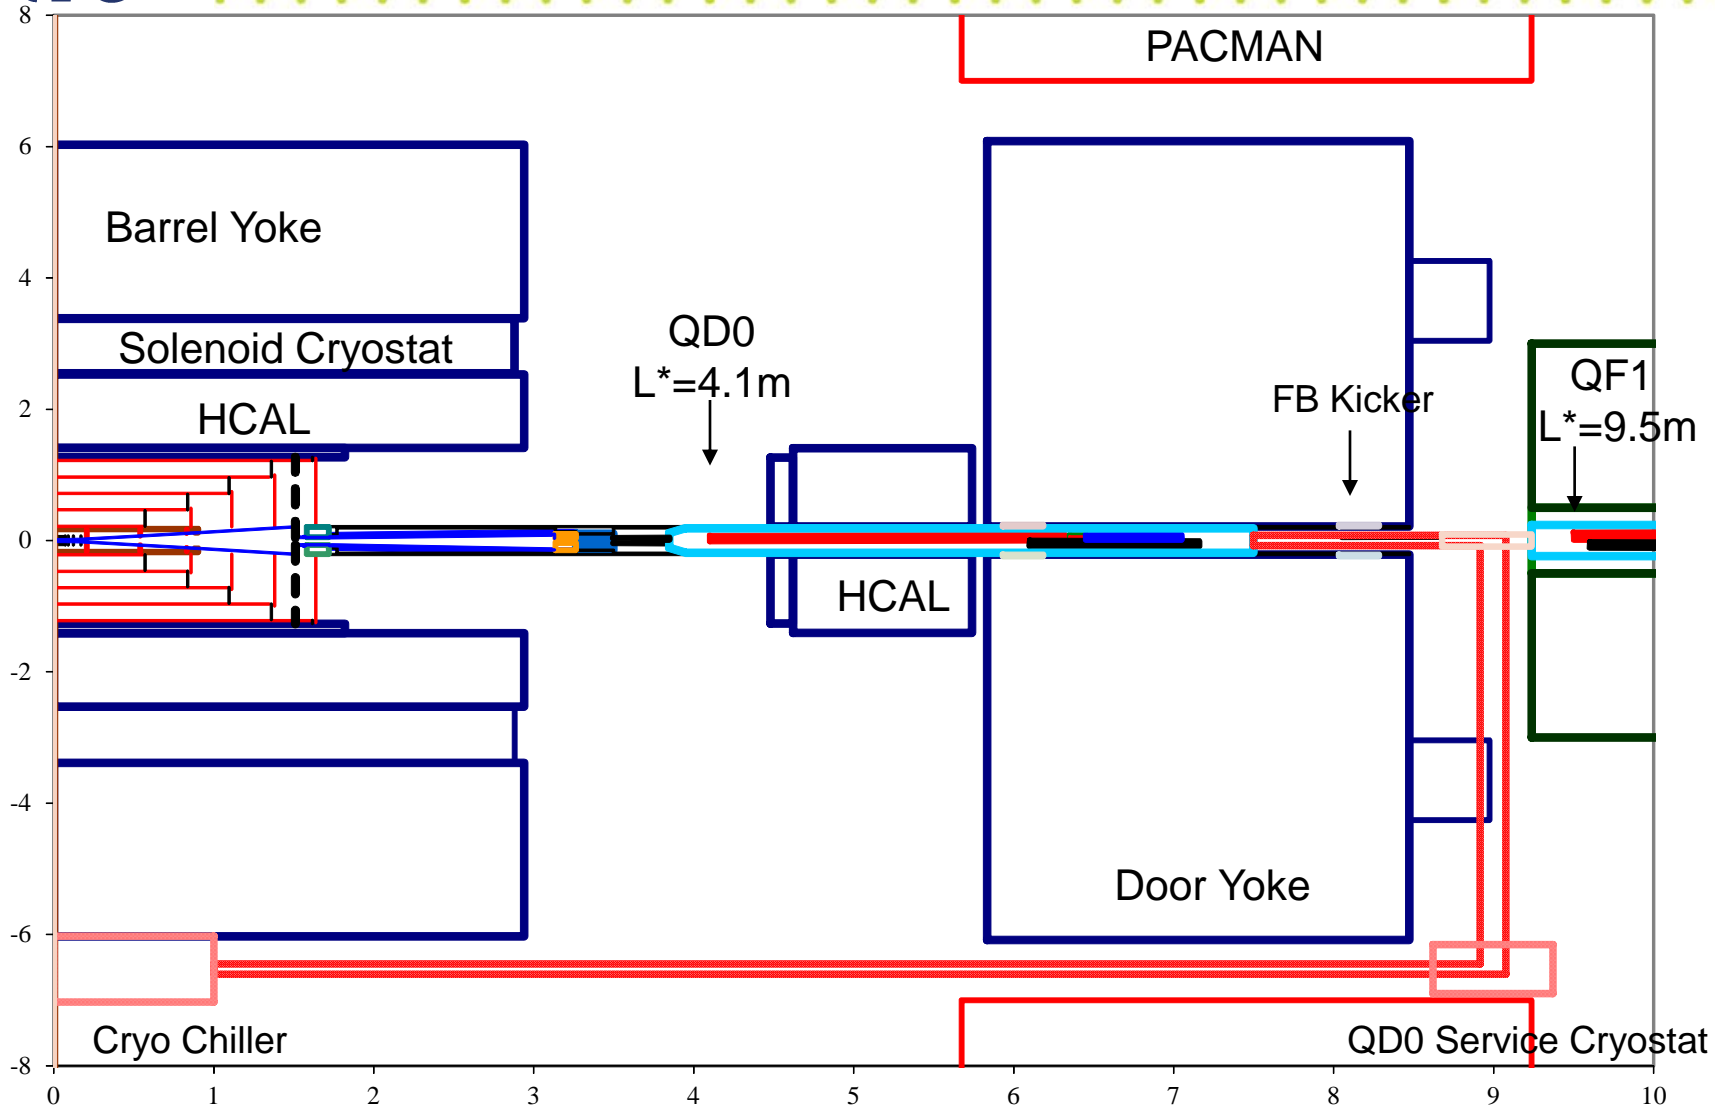 8
PACMAN
6
Barrel Yoke
4
Solenoid Cryostat
QD0
L*=4.1m
QF1
L*=9.5m
FB Kicker
2
HCAL
0
HCAL
-2
-4
Door Yoke
-6
Cryo Chiller
QD0 Service Cryostat
-8
0 1 2 3 4 5 6 7 8 9 10